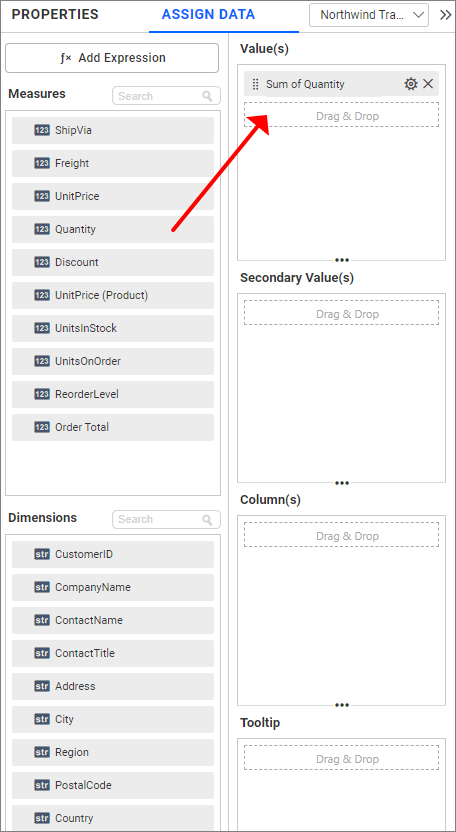 PROPERTIES
ASSIGN DATA
Northwind Tra...
ƒx Add Expression
Measures
Search
123 ShipVia
123 Freight
123 UnitPrice
123 Quantity
123 Discount
123 UnitPrice (Product)
123 UnitsInStock
123 UnitsOnOrder
123 ReorderLevel
123 Order Total
Dimensions
Search
str CustomerID
str CompanyName
str ContactName
str ContactTitle
str Address
str City
str Region
str PostalCode
str Country
Value(s)
Sum of Quantity
Drag & Drop
Secondary Value(s)
Drag & Drop
Column(s)
Drag & Drop
Tooltip
Drag & Drop